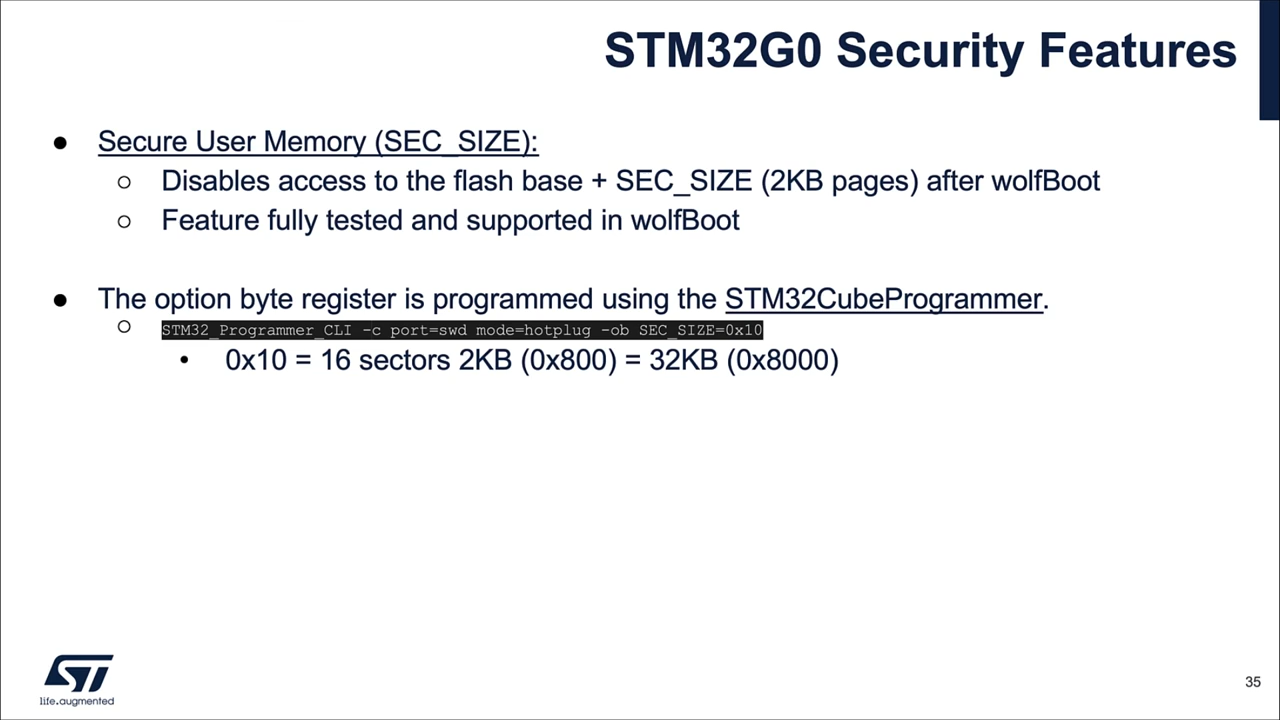 STM32G0 Security Features
● Secure User Memory (SEC_SIZE):
○ Disables access to the flash base + SEC_SIZE (2KB pages) after wolfBoot
○ Feature fully tested and supported in wolfBoot
● The option byte register is programmed using the STM32CubeProgrammer.
○ STM32_Programmer_CLI -c port=swd mode=hotplug -ob SEC_SIZE=0x10
• 0x10 = 16 sectors 2KB (0x800) = 32KB (0x8000)
ST
life.augmented
35